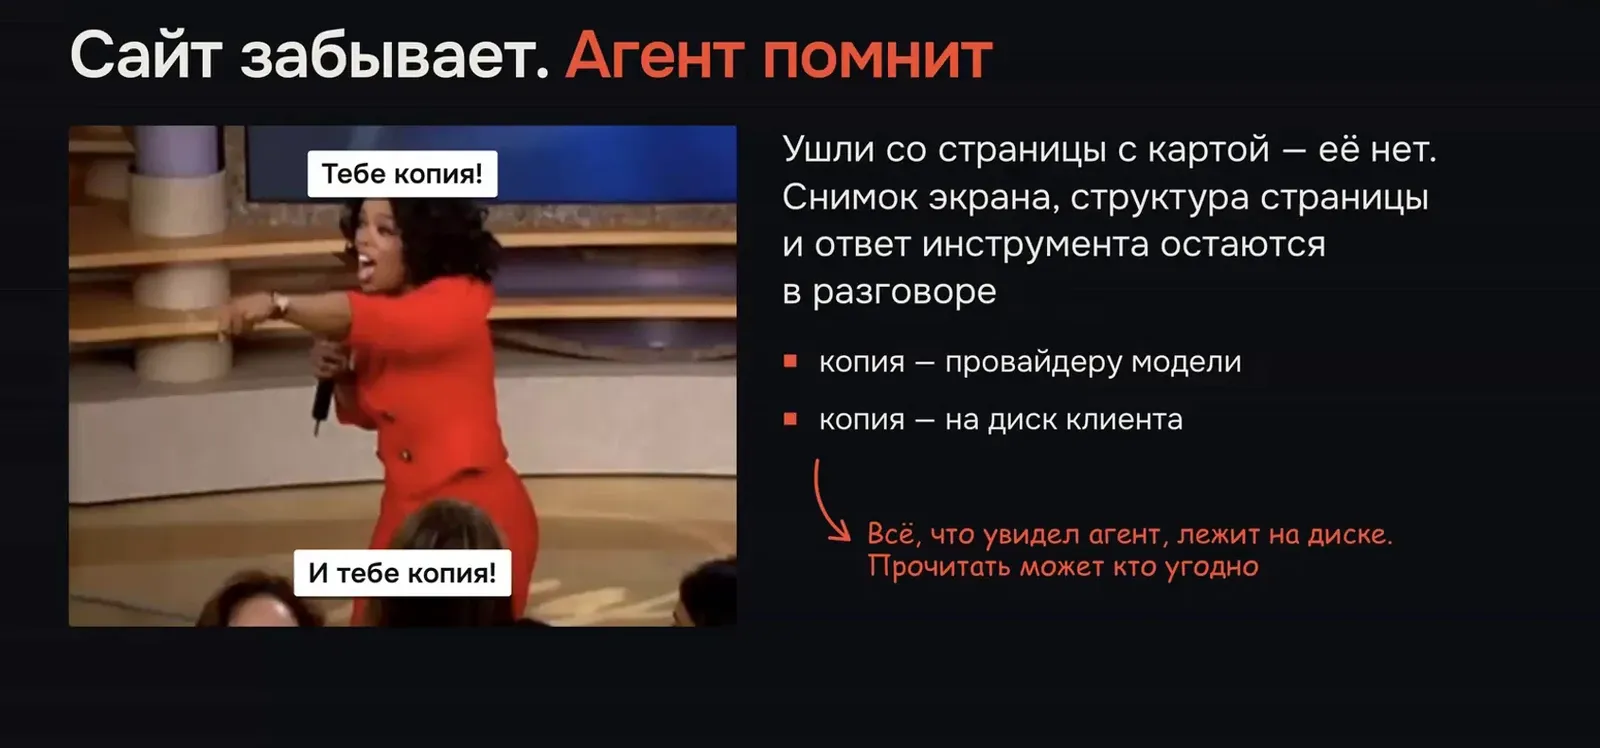 Сайт забывает. Агент помнит
Тебе копия!
И тебе копия!
Ушли со страницы с картой — её нет.
Снимок экрана, структура страницы
и ответ инструмента остаются
в разговоре
копия — провайдеру модели
копия — на диск клиента
Всё, что увидел агент, лежит на диске.
Прочитать может кто угодно